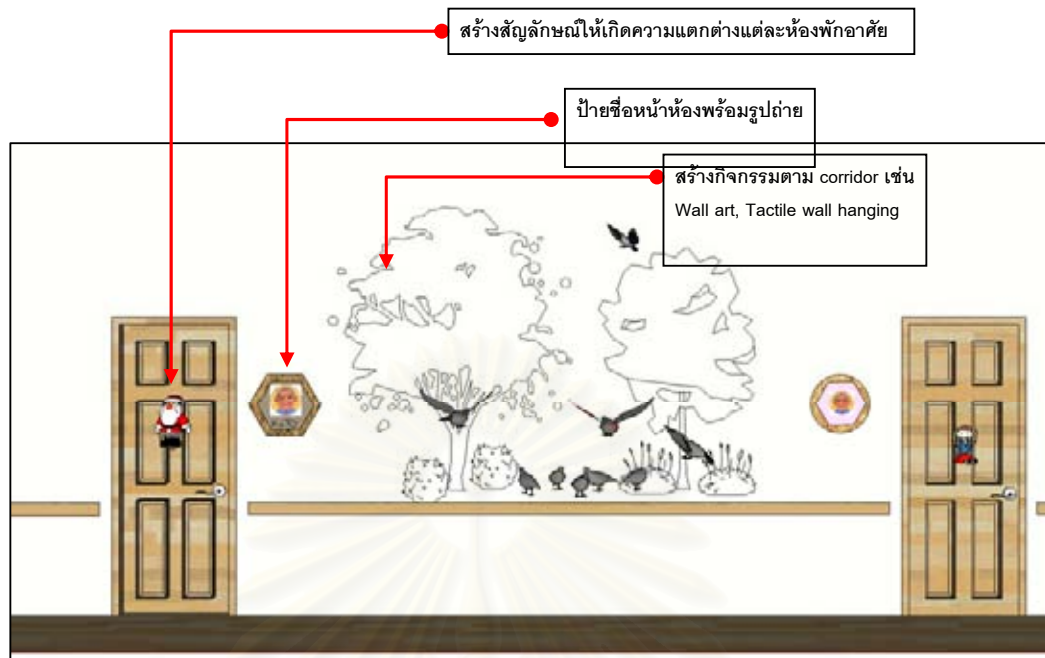 สร้างสัญลักษณ์ให้เกิดความแตกต่างแต่ละห้องพักอาศัย
ป้ายชื่อหน้าห้องพร้อมรูปถ่าย
สร้างกิจกรรมตาม corridor เช่น
Wall art, Tactile wall hanging